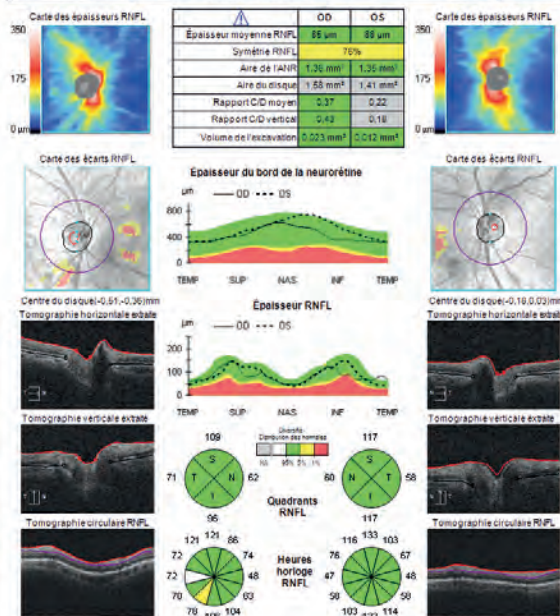 Carte des épaisseurs RNFL
350
175
0 µm
OD OS
Épaisseur moyenne RNFL 85 µm 88 µm
Symétrie RNFL 76%
Aire de l'ANR 1,36 mm² 1,35 mm²
Aire du disque 1,58 mm² 1,41 mm²
Rapport C/D moyen 0,37 0,22
Rapport C/D vertical 0,43 0,18
Volume de l'excavation 0,023 mm³ 0,012 mm³
Carte des épaisseurs RNFL
350
175
0 µm
Carte des écarts RNFL
Centre du disque(-0,51,-0,36)mm
Épaisseur du bord de la neurorétine
µm
OD OS
800
400
0
TEMP SUP NAS INF TEMP
Carte des écarts RNFL
Centre du disque(-0,18,0,03)mm
Tomographie horizontale extraite
Épaisseur RNFL
µm
OD OS
200
100
0
TEMP SUP NAS INF TEMP
Tomographie horizontale extraite
Tomographie verticale extraite
109
71 S T N I 62
96
Diversifié
Distribution des normales
NA 95% 5% 1%
Quadrants
RNFL
117
60 S T N I 58
117
Tomographie verticale extraite
Tomographie circulaire RNFL
121 121 86
72 74
72 48
70 63
78 104
Heures
horloge
RNFL
116 133 103
76 67
47 48
58 58
103 114
Tomographie circulaire RNFL